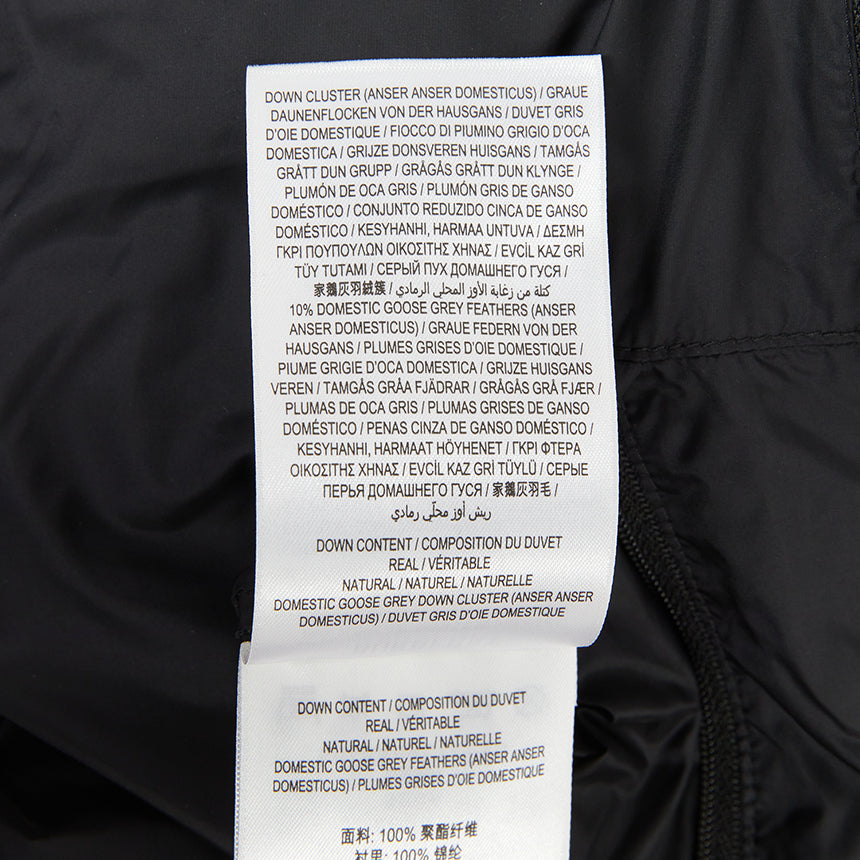 DOWN CLUSTER (ANSER ANSER DOMESTICUS) / GRAUE
DAUNENFLOCKEN VON DER HAUSGANS / DUVET GRIS
D'OIE DOMESTIQUE / FIOCCO DI PIUMINO GRIGIO D'OCA
DOMESTICA / GRIJZE DONSVEREN HUISGANS / TAMGÅS
GRÅTT DUN GRUPP / GRÅGÅS GRÅTT DUN KLYNGE /
PLUMÓN DE OCA GRIS / PLUMÓN GRIS DE GANSO
DOMÉSTICO / CONJUNTO REDUZIDO CINCA DE GANSO
DOMÉSTICO / KESYHANHI, HARMAA UNTUVA / ΔΕΣΜΗ
ΓΚΡΙ ΠΟΥΠΟΥΛΩΝ ΟΙΚΟΣΙΤΗΣ ΧΗΝΑΣ / EVCİL KAZ GRİ
TÜY TUTAMI / СЕРЫЙ ПУХ ДОМАШНЕГО ГУСЯ /
家鵝灰羽絨簇 / كتلة من زغابة الأوز المحلي الرمادي /
10% DOMESTIC GOOSE GREY FEATHERS (ANSER
ANSER DOMESTICUS) / GRAUE FEDERN VON DER
HAUSGANS / PLUMES GRISES D'OIE DOMESTIQUE /
PIUME GRIGIE D'OCA DOMESTICA / GRIJZE HUISGANS
VEREN / TAMGÅS GRÅA FJÄDRAR / GRÅGÅS GRÅ FJÆR /
PLUMAS DE OCA GRIS / PLUMAS GRISES DE GANSO
DOMÉSTICO / PENAS CINZA DE GANSO DOMÉSTICO /
KESYHANHI, HARMAAT HÖYHENET / ΓΚΡΙ ΦΤΕΡΑ
ΟΙΚΟΣΙΤΗΣ ΧΗΝΑΣ / EVCİL KAZ GRİ TÜYLÜ / СЕРЫЕ
ПЕРЬЯ ДОМАШНЕГО ГУСЯ / 家鵝灰羽毛 /
ريش أوز محلّي رمادي
DOWN CONTENT / COMPOSITION DU DUVET
REAL / VÉRITABLE
NATURAL / NATUREL / NATURELLE
DOMESTIC GOOSE GREY DOWN CLUSTER (ANSER ANSER
DOMESTICUS) / DUVET GRIS D'OIE DOMESTIQUE
DOWN CONTENT / COMPOSITION DU DUVET
REAL / VÉRITABLE
NATURAL / NATUREL / NATURELLE
DOMESTIC GOOSE GREY FEATHERS (ANSER ANSER
DOMESTICUS) / PLUMES GRISES D'OIE DOMESTIQUE
面料: 100% 聚酯纤维
衬里: 100% 锦纶